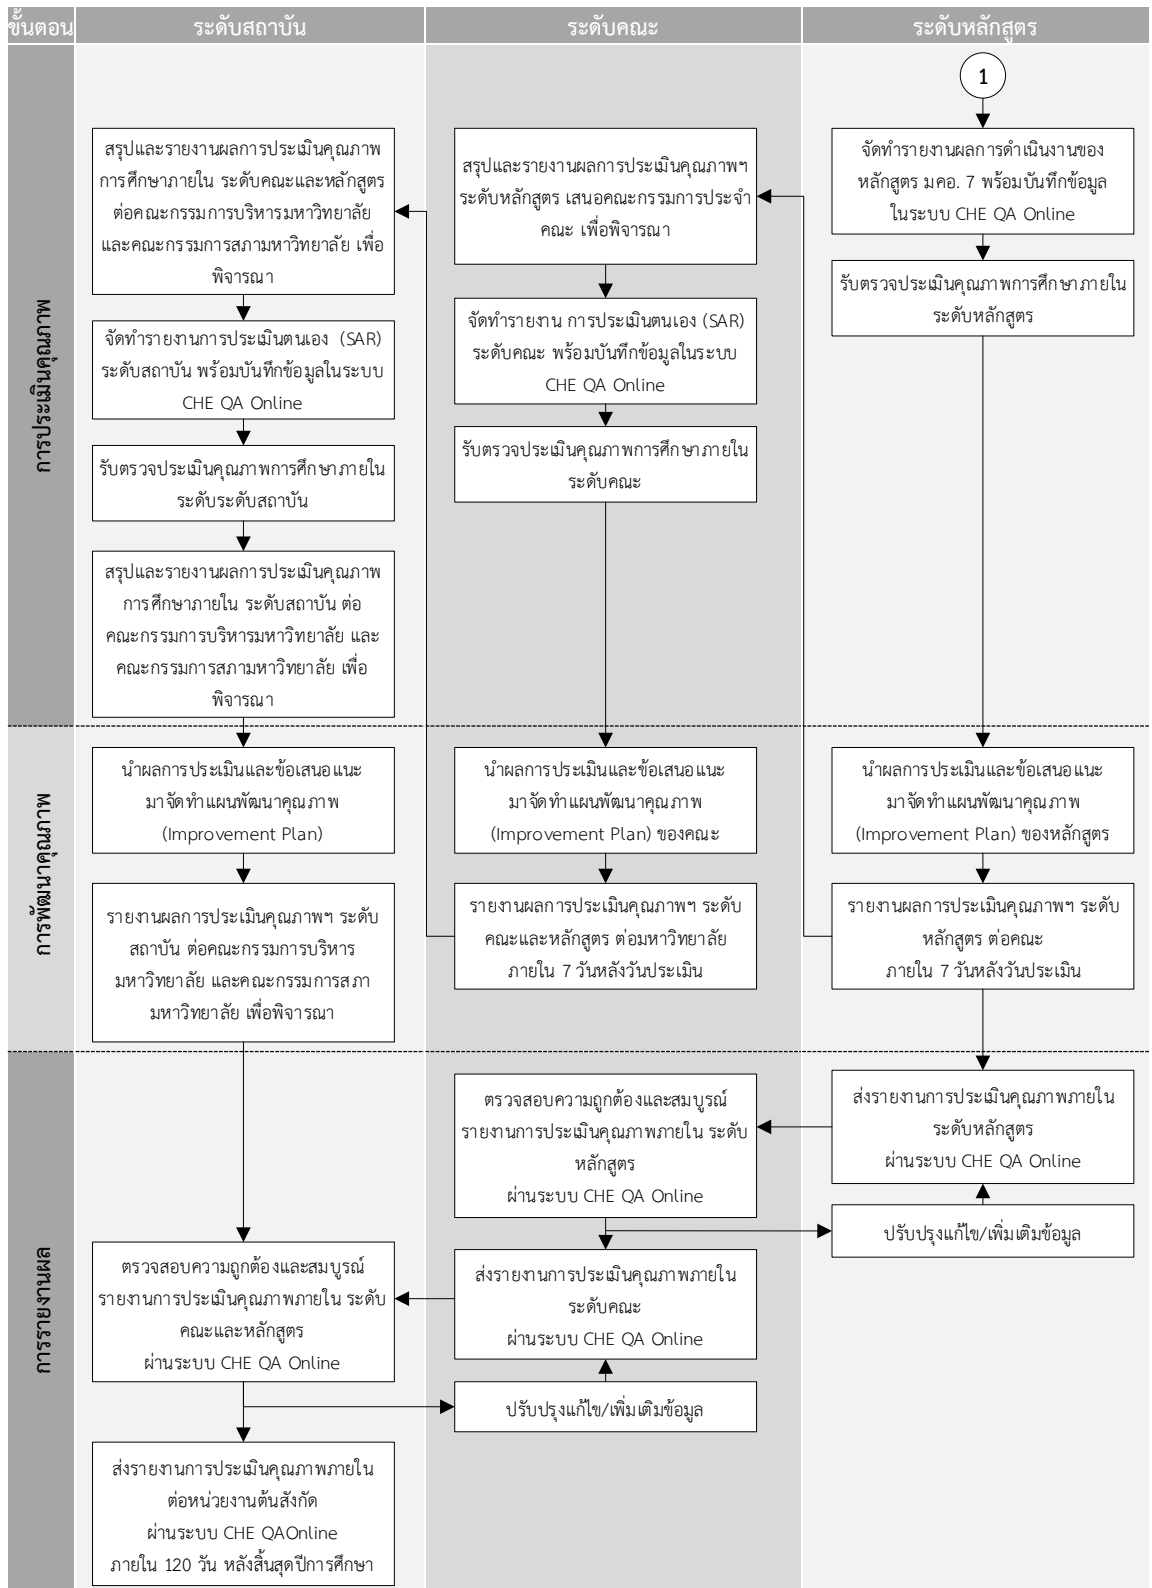 ขั้นตอน
ระดับสถาบัน
ระดับคณะ
ระดับหลักสูตร
การประเมินคุณภาพ
1
สรุปและรายงานผลการประเมินคุณภาพ
การศึกษาภายใน ระดับคณะและหลักสูตร
ต่อคณะกรรมการบริหารมหาวิทยาลัย
และคณะกรรมการสภามหาวิทยาลัย เพื่อ
พิจารณา
สรุปและรายงานผลการประเมินคุณภาพฯ
ระดับหลักสูตร เสนอคณะกรรมการประจำ
คณะ เพื่อพิจารณา
จัดทำรายงานผลการดำเนินงานของ
หลักสูตร มคอ. 7 พร้อมบันทึกข้อมูล
ในระบบ CHE QA Online
รับตรวจประเมินคุณภาพการศึกษาภายใน
ระดับหลักสูตร
จัดทำรายงานการประเมินตนเอง (SAR)
ระดับสถาบัน พร้อมบันทึกข้อมูลในระบบ
CHE QA Online
จัดทำรายงาน การประเมินตนเอง (SAR)
ระดับคณะ พร้อมบันทึกข้อมูลในระบบ
CHE QA Online
รับตรวจประเมินคุณภาพการศึกษาภายใน
ระดับระดับสถาบัน
รับตรวจประเมินคุณภาพการศึกษาภายใน
ระดับคณะ
สรุปและรายงานผลการประเมินคุณภาพ
การศึกษาภายใน ระดับสถาบัน ต่อ
คณะกรรมการบริหารมหาวิทยาลัย และ
คณะกรรมการสภามหาวิทยาลัย เพื่อ
พิจารณา
การพัฒนาคุณภาพ
นำผลการประเมินและข้อเสนอแนะ
มาจัดทำแผนพัฒนาคุณภาพ
(Improvement Plan)
นำผลการประเมินและข้อเสนอแนะ
มาจัดทำแผนพัฒนาคุณภาพ
(Improvement Plan) ของคณะ
นำผลการประเมินและข้อเสนอแนะ
มาจัดทำแผนพัฒนาคุณภาพ
(Improvement Plan) ของหลักสูตร
รายงานผลการประเมินคุณภาพฯ ระดับ
สถาบัน ต่อคณะกรรมการบริหาร
มหาวิทยาลัย และคณะกรรมการสภา
มหาวิทยาลัย เพื่อพิจารณา
รายงานผลการประเมินคุณภาพฯ ระดับ
คณะและหลักสูตร ต่อมหาวิทยาลัย
ภายใน 7 วันหลังวันประเมิน
รายงานผลการประเมินคุณภาพฯ ระดับ
หลักสูตร ต่อคณะ
ภายใน 7 วันหลังวันประเมิน
การรายงานผล
ตรวจสอบความถูกต้องและสมบูรณ์
รายงานการประเมินคุณภาพภายใน ระดับ
หลักสูตร
ผ่านระบบ CHE QA Online
ส่งรายงานการประเมินคุณภาพภายใน
ระดับหลักสูตร
ผ่านระบบ CHE QA Online
ปรับปรุงแก้ไข/เพิ่มเติมข้อมูล
ตรวจสอบความถูกต้องและสมบูรณ์
รายงานการประเมินคุณภาพภายใน ระดับ
คณะและหลักสูตร
ผ่านระบบ CHE QA Online
ส่งรายงานการประเมินคุณภาพภายใน
ระดับคณะ
ผ่านระบบ CHE QA Online
ปรับปรุงแก้ไข/เพิ่มเติมข้อมูล
ส่งรายงานการประเมินคุณภาพภายใน
ต่อหน่วยงานต้นสังกัด
ผ่านระบบ CHE QAOnline
ภายใน 120 วัน หลังสิ้นสุดปีการศึกษา